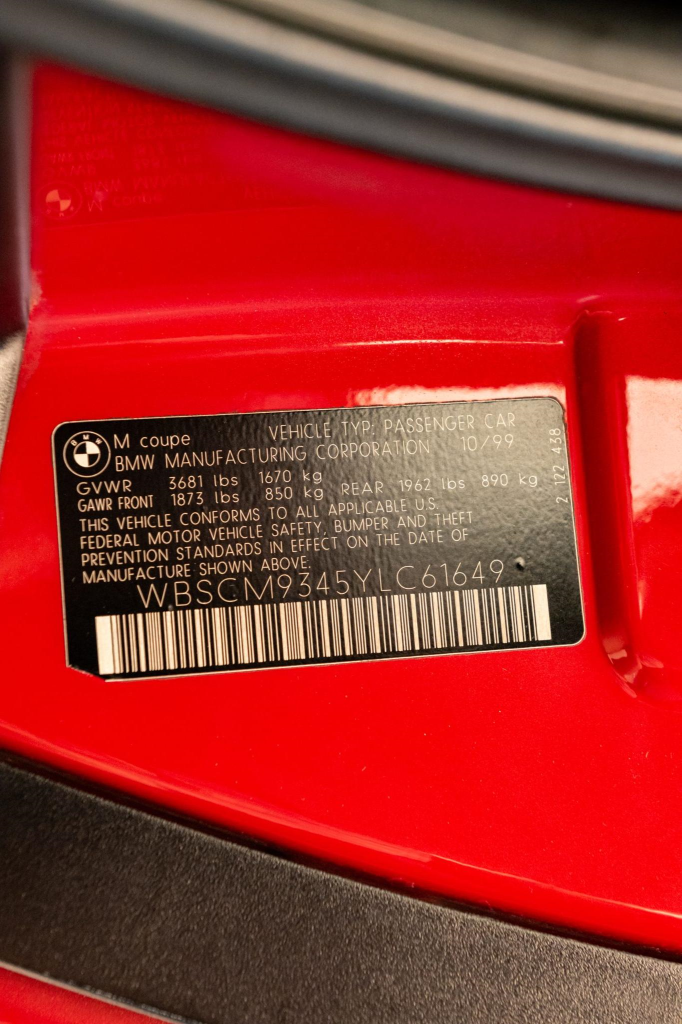 BMW
M coupe VEHICLE TYP: PASSENGER CAR
BMW MANUFACTURING CORPORATION 10/99
GVWR 3681 lbs 1670 kg
GAWR FRONT 1873 lbs 850 kg REAR 1962 lbs 890 kg
THIS VEHICLE CONFORMS TO ALL APPLICABLE U.S.
FEDERAL MOTOR VEHICLE SAFETY, BUMPER AND THEFT
PREVENTION STANDARDS IN EFFECT ON THE DATE OF
MANUFACTURE SHOWN ABOVE.
WBSCM9345YLC61649
2 122 438